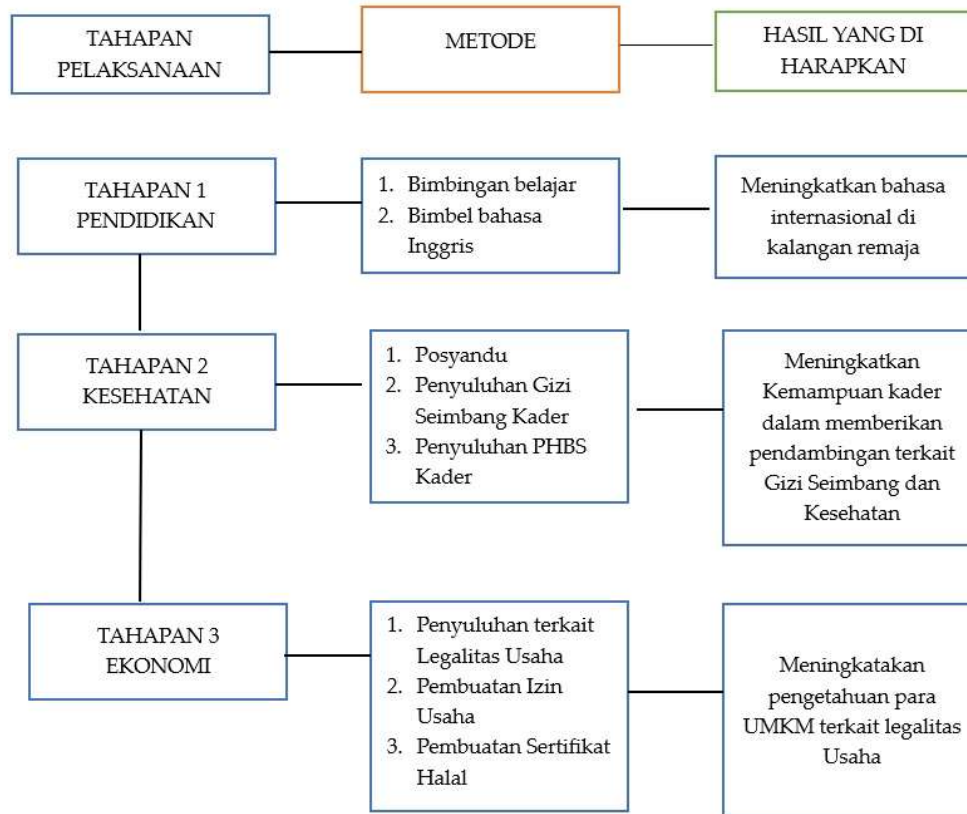 TAHAPAN
PELAKSANAAN
METODE
HASIL YANG DI
HARAPKAN
TAHAPAN 1
PENDIDIKAN
1. Bimbingan belajar
2. Bimbel bahasa
Inggris
Meningkatkan bahasa
internasional di
kalangan remaja
TAHAPAN 2
KESEHATAN
1. Posyandu
2. Penyuluhan Gizi
Seimbang Kader
3. Penyuluhan PHBS
Kader
Meningkatkan
Kemampuan kader
dalam memberikan
pendambingan terkait
Gizi Seimbang dan
Kesehatan
TAHAPAN 3
EKONOMI
1. Penyuluhan terkait
Legalitas Usaha
2. Pembuatan Izin
Usaha
3. Pembuatan Sertifikat
Halal
Meningkatakan
pengetahuan para
UMKM terkait legalitas
Usaha